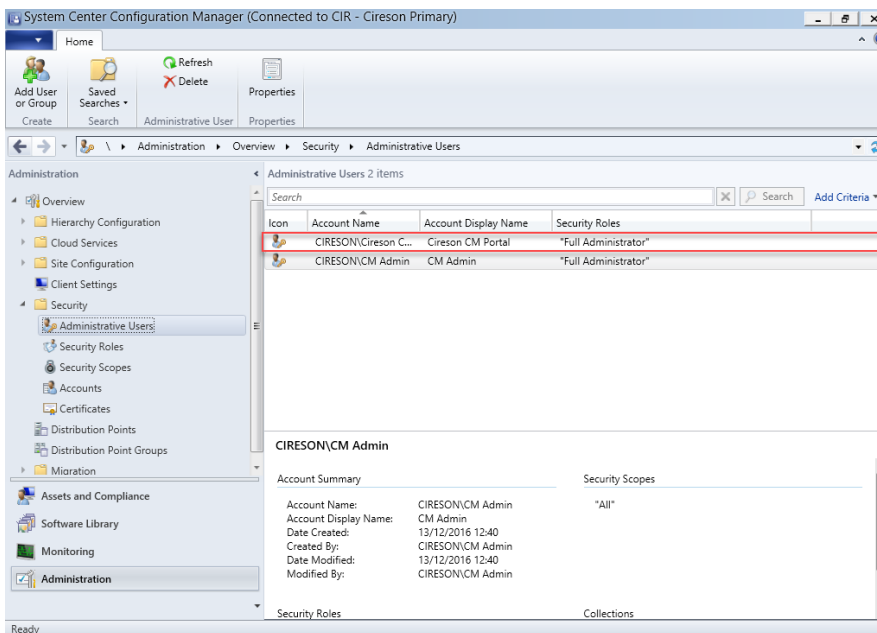 System Center Configuration Manager (Connected to CIR - Cireson Primary)
Home
Add User or Group
Saved Searches
Refresh
Delete
Properties
Create
Search
Administrative User
Properties
\ Administration Overview Security Administrative Users
Administration
Overview
Hierarchy Configuration
Cloud Services
Site Configuration
Client Settings
Security
Administrative Users
Security Roles
Security Scopes
Accounts
Certificates
Distribution Points
Distribution Point Groups
Migration
Assets and Compliance
Software Library
Monitoring
Administration
Administrative Users 2 items
Search Search Add Criteria
Icon Account Name Account Display Name Security Roles
CIRESON\Cireson C... Cireson CM Portal "Full Administrator"
CIRESON\CM Admin CM Admin "Full Administrator"
CIRESON\CM Admin
Account Summary
Account Name: CIRESON\CM Admin
Account Display Name: CM Admin
Date Created: 13/12/2016 12:40
Created By: CIRESON\CM Admin
Date Modified: 13/12/2016 12:40
Modified By: CIRESON\CM Admin
Security Scopes
"All"
Security Roles
Collections
Ready